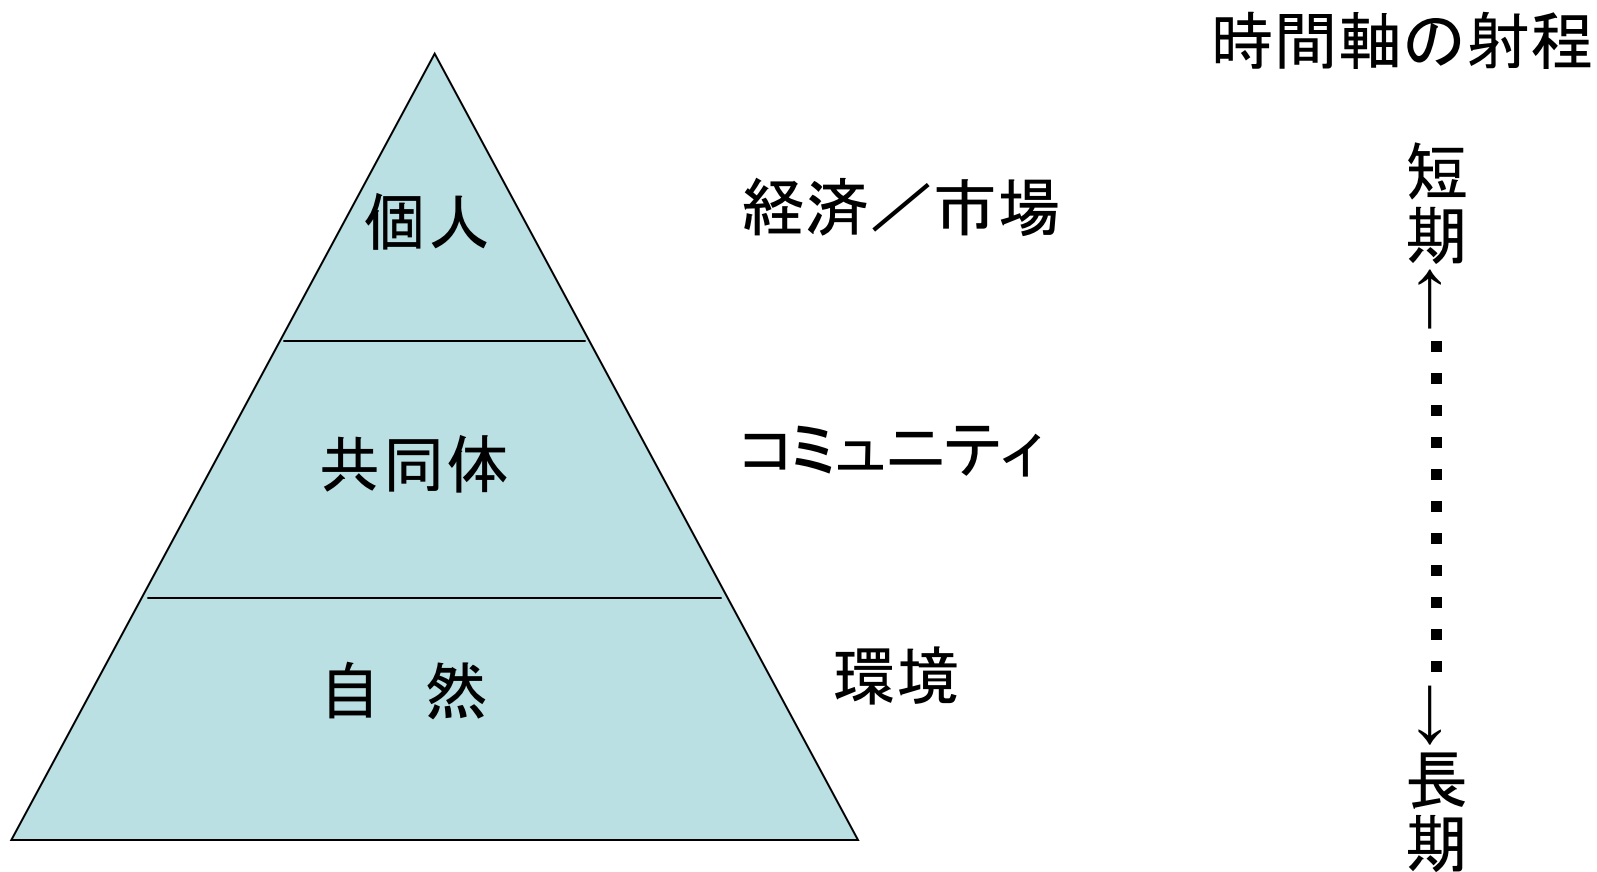 時間軸の射程
個人
経済／市場
共同体
コミュニティ
自　然
環境
短期
↑
↓
長期